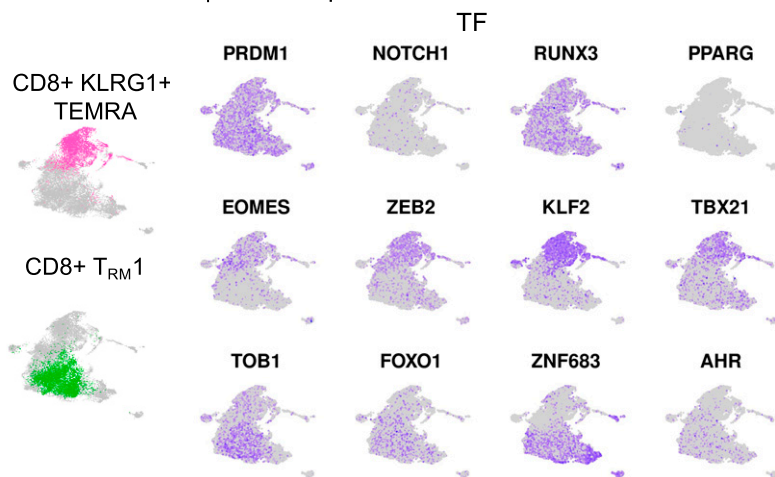 TF
CD8+ KLRG1+
TEMRA
CD8+ TRM1
PRDM1 NOTCH1 RUNX3 PPARG
EOMES ZEB2 KLF2 TBX21
TOB1 FOXO1 ZNF683 AHR